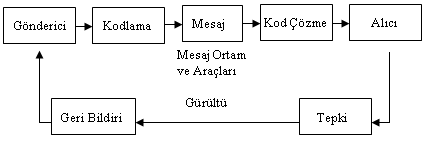 Gönderici
Kodlama
Mesaj
Kod Çözme
Alıcı
Mesaj Ortam
ve Araçları
Gürültü
Geri Bildiri
Tepki